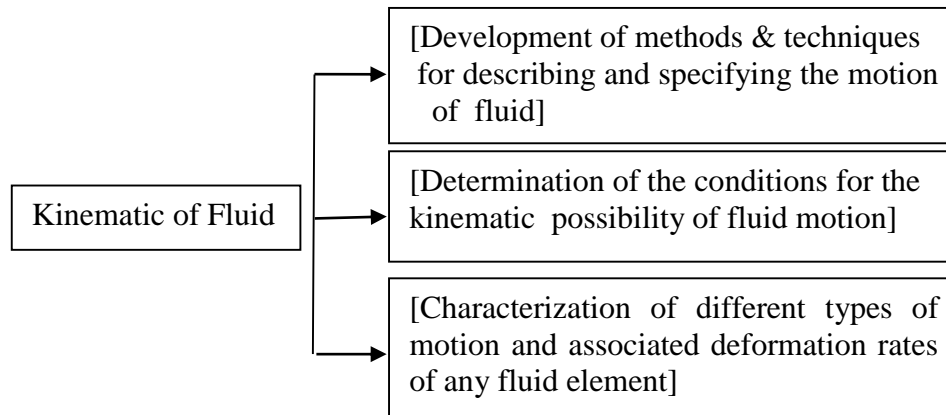 [Development of methods & techniques
for describing and specifying the motion
of fluid]
Kinematic of Fluid
[Determination of the conditions for the
kinematic possibility of fluid motion]
[Characterization of different types of
motion and associated deformation rates
of any fluid element]